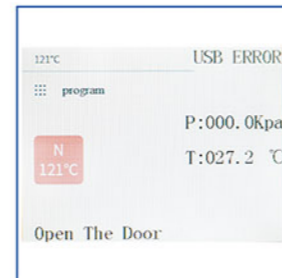 121℃ USB ERROR
program
P:000.0Kpa
N
121℃
T:027.2 ℃
Open The Door